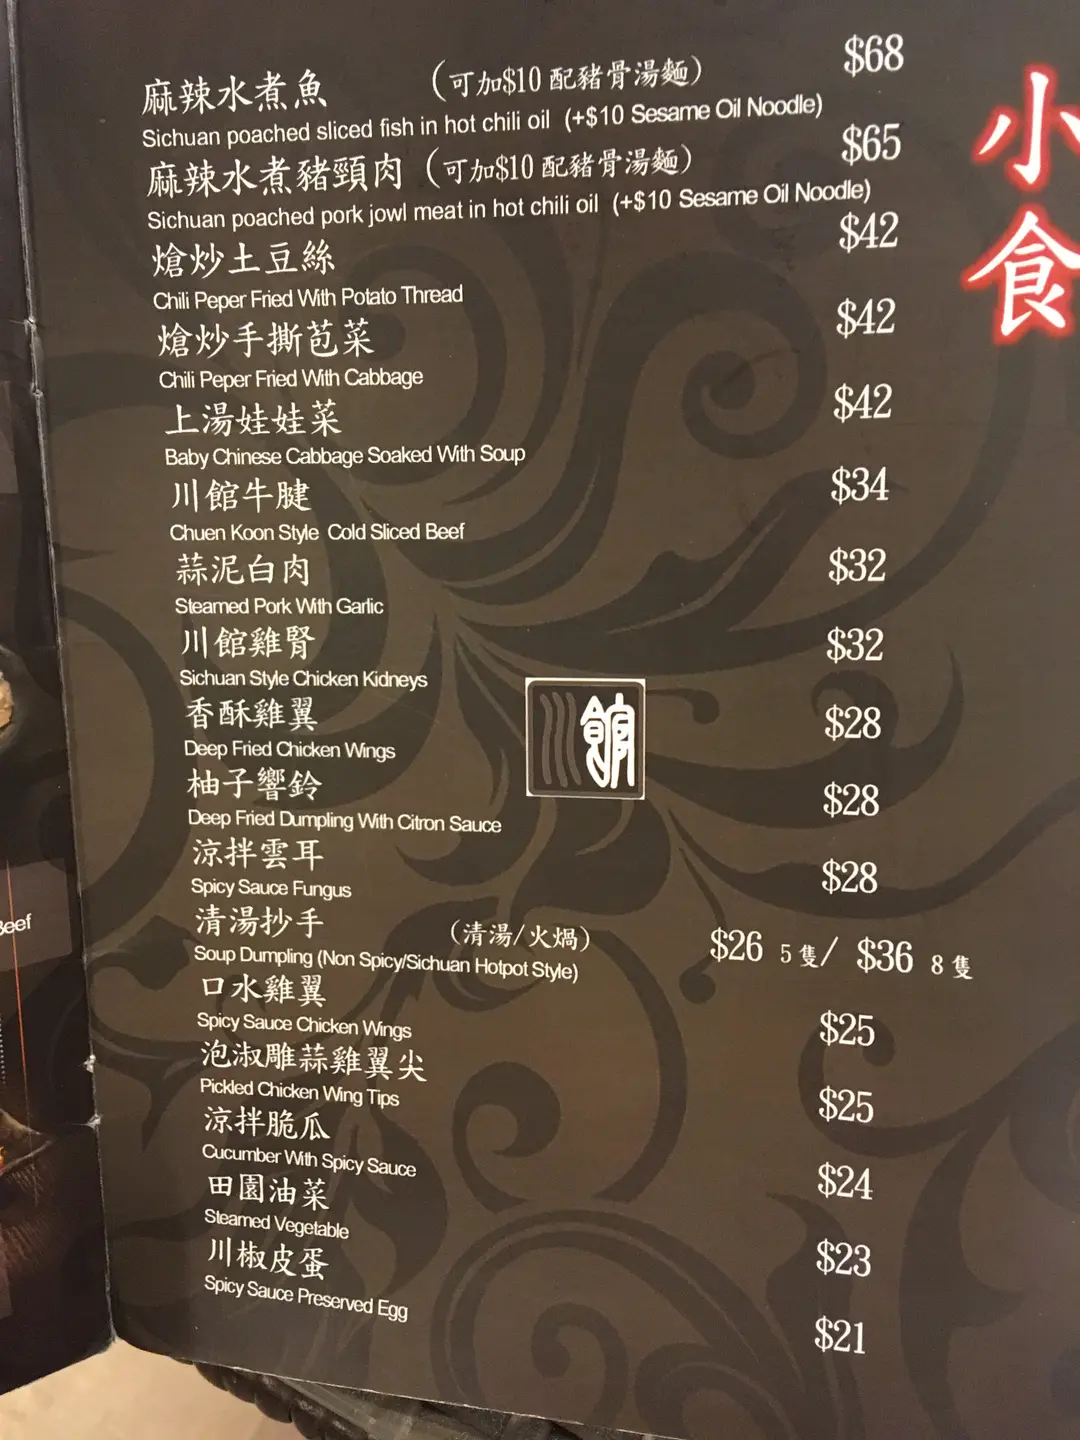 小食
麻辣水煮魚 (可加$10 配豬骨湯麵) $68
Sichuan poached sliced fish in hot chili oil (+$10 Sesame Oil Noodle)
麻辣水煮豬頸肉 (可加$10 配豬骨湯麵) $65
Sichuan poached pork jowl meat in hot chili oil (+$10 Sesame Oil Noodle)
熗炒土豆絲 $42
Chili Peper Fried With Potato Thread
熗炒手撕苞菜 $42
Chili Peper Fried With Cabbage
上湯娃娃菜 $42
Baby Chinese Cabbage Soaked With Soup
川館牛腱 $34
Chuen Koon Style Cold Sliced Beef
蒜泥白肉 $32
Steamed Pork With Garlic
川館雞腎 $32
Sichuan Style Chicken Kidneys
香酥雞翼 $28
Deep Fried Chicken Wings
柚子響鈴 $28
Deep Fried Dumpling With Citron Sauce
涼拌雲耳 $28
Spicy Sauce Fungus
清湯抄手 (清湯/火煱) $26 5隻/ $36 8隻
Soup Dumpling (Non Spicy/Sichuan Hotpot Style)
口水雞翼 $25
Spicy Sauce Chicken Wings
泡淑雕蒜雞翼尖 $25
Pickled Chicken Wing Tips
涼拌脆瓜 $24
Cucumber With Spicy Sauce
田園油菜 $23
Steamed Vegetable
川椒皮蛋 $21
Spicy Sauce Preserved Egg
川館
Beef